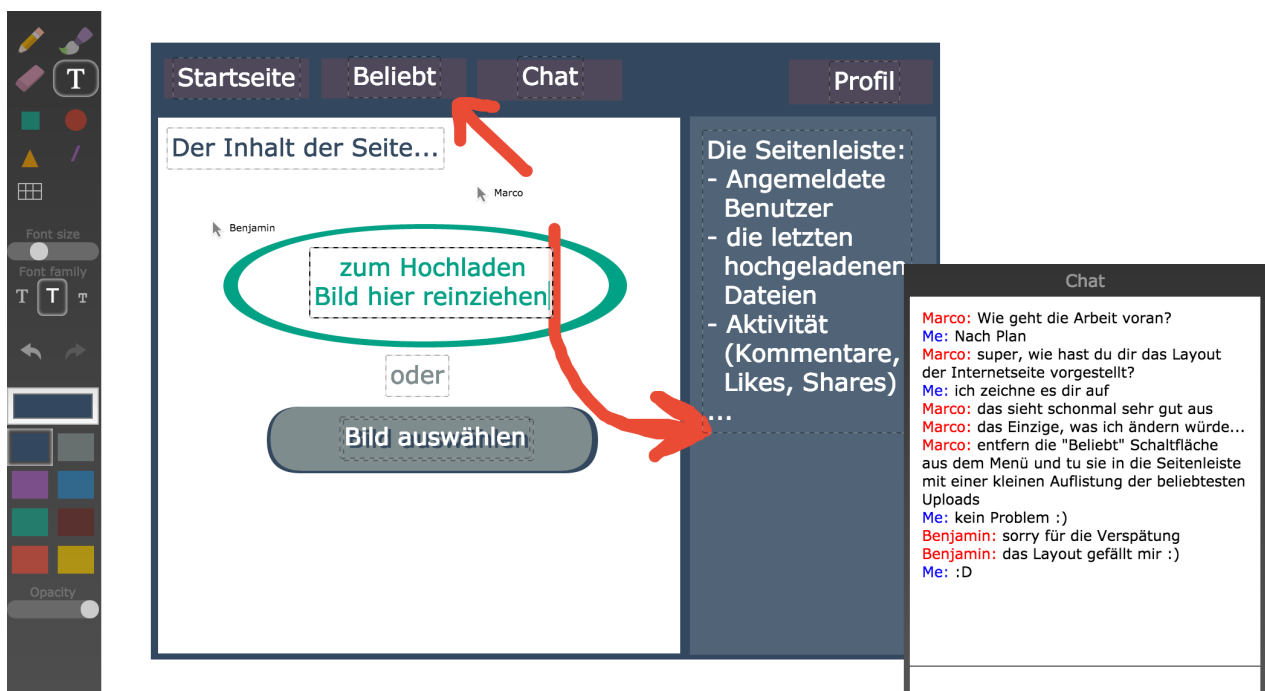 T
Font size
Font family
T T T
Opacity
Startseite
Beliebt
Chat
Profil
Der Inhalt der Seite...
Marco
Benjamin
zum Hochladen
Bild hier reinziehen
oder
Bild auswählen
Die Seitenleiste:
- Angemeldete
Benutzer
- die letzten
hochgeladenen
Dateien
- Aktivität
(Kommentare,
Likes, Shares)
...
Chat
Marco: Wie geht die Arbeit voran?
Me: Nach Plan
Marco: super, wie hast du dir das Layout
der Internetseite vorgestellt?
Me: ich zeichne es dir auf
Marco: das sieht schonmal sehr gut aus
Marco: das Einzige, was ich ändern würde...
Marco: entfern die "Beliebt" Schaltfläche
aus dem Menü und tu sie in die Seitenleiste
mit einer kleinen Auflistung der beliebtesten
Uploads
Me: kein Problem :)
Benjamin: sorry für die Verspätung
Benjamin: das Layout gefällt mir :)
Me: :D